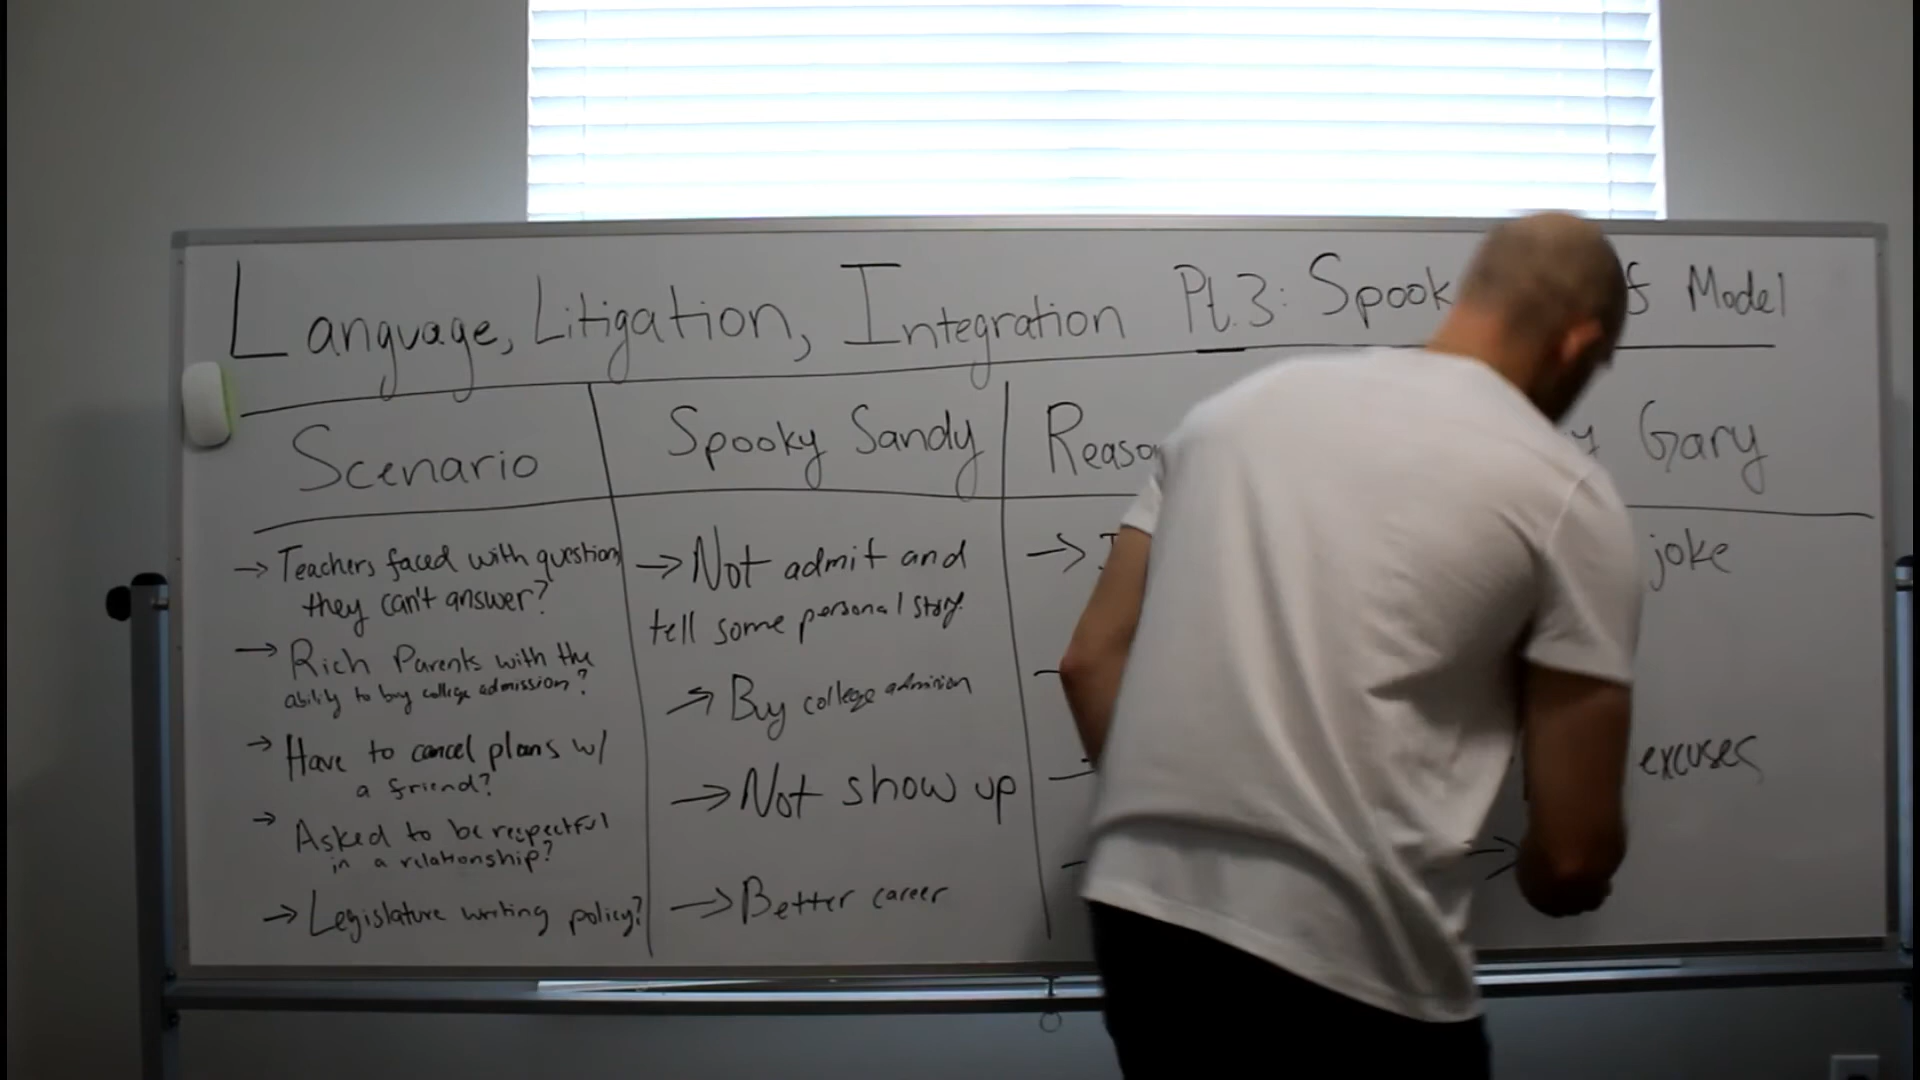 Language, Litigation, Integration Pt.3: Spook Model
Scenario
Spooky Sandy
Reaso
Gary
→ Teachers faced with question
they can't answer?
→ Rich Parents with the
ability to buy college admission?
→ Have to cancel plans w/
a friend?
→ Asked to be respectful
in a relationship?
→ Legislature writing policy?
→ Not admit and
tell some personal story.
→ Buy college admission
→ Not show up
→ Better career
→
joke
excuses
→